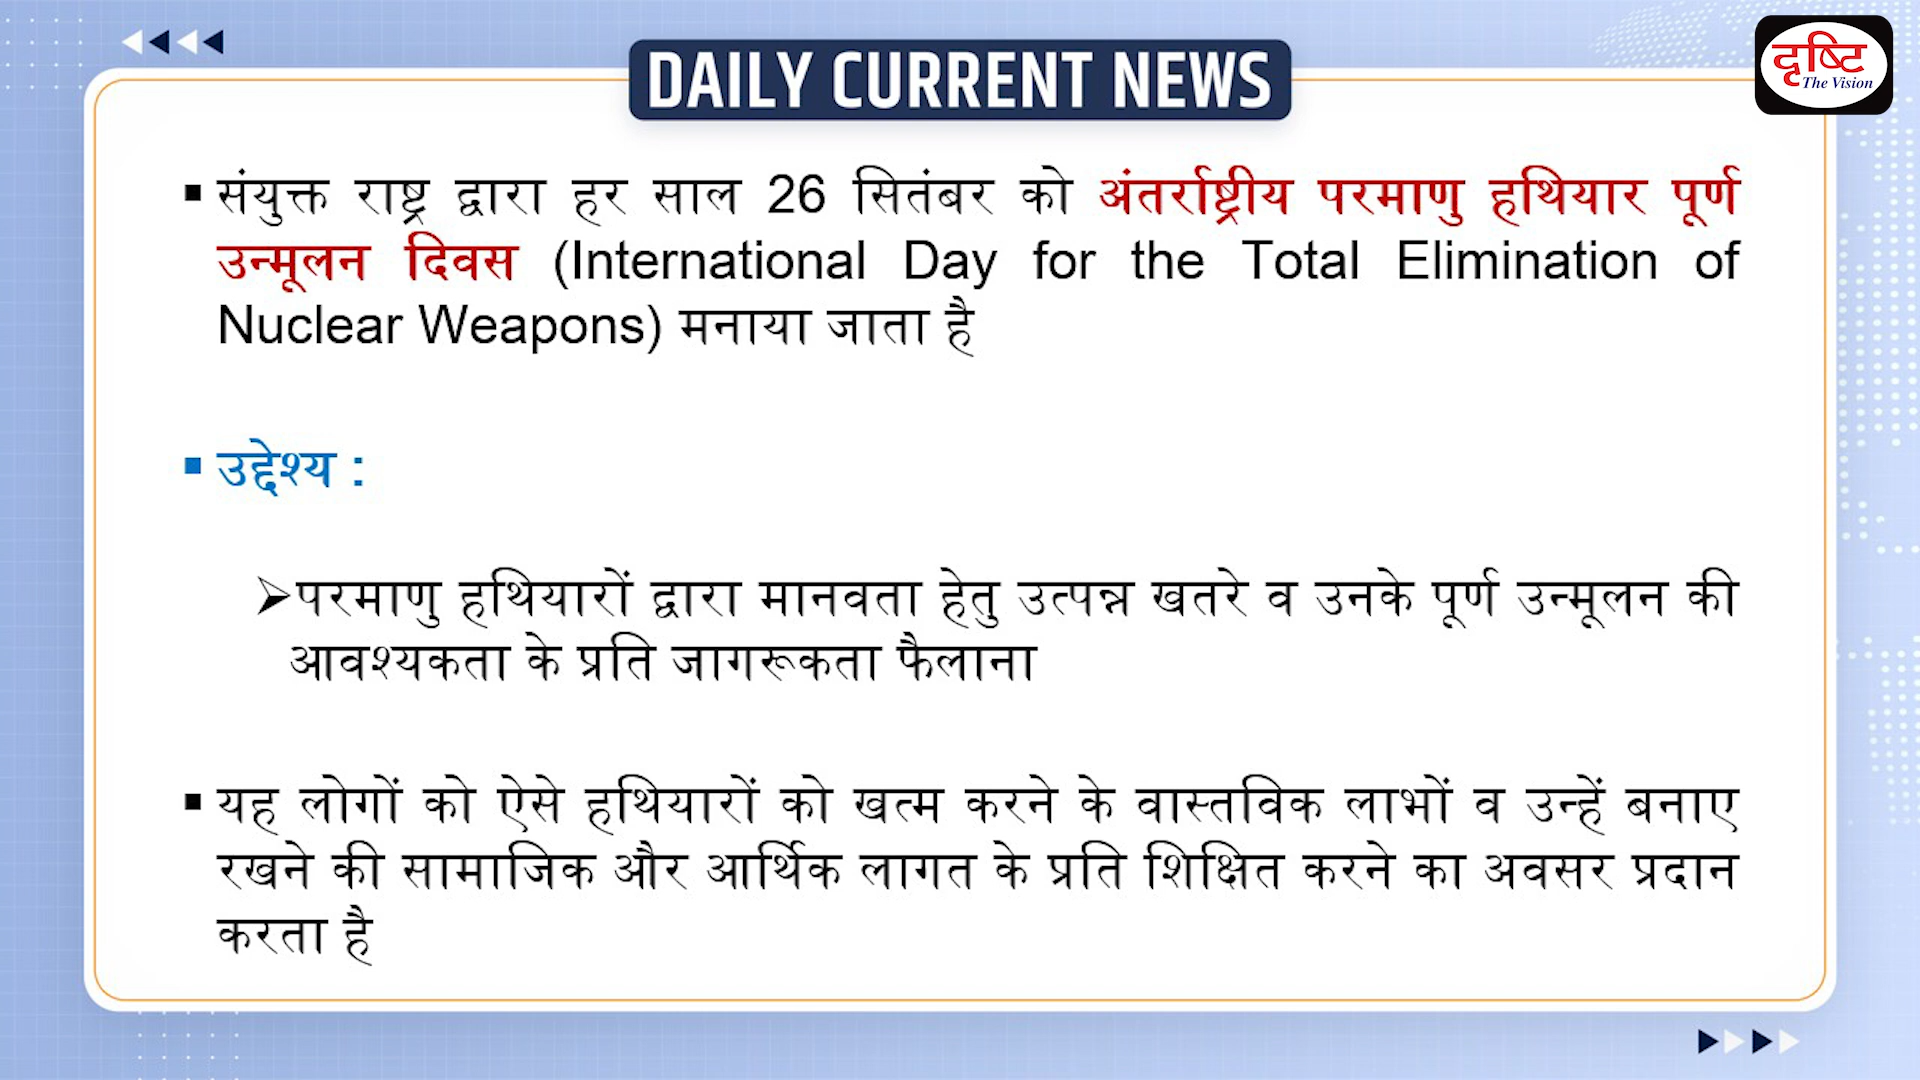 DAILY CURRENT NEWS
दृष्टि
The Vision
▪ संयुक्त राष्ट्र द्वारा हर साल 26 सितंबर को अंतर्राष्ट्रीय परमाणु हथियार पूर्ण
उन्मूलन दिवस (International Day for the Total Elimination of
Nuclear Weapons) मनाया जाता है
▪ उद्देश्य :
➢परमाणु हथियारों द्वारा मानवता हेतु उत्पन्न खतरे व उनके पूर्ण उन्मूलन की
आवश्यकता के प्रति जागरूकता फैलाना
▪ यह लोगों को ऐसे हथियारों को खत्म करने के वास्तविक लाभों व उन्हें बनाए
रखने की सामाजिक और आर्थिक लागत के प्रति शिक्षित करने का अवसर प्रदान
करता है